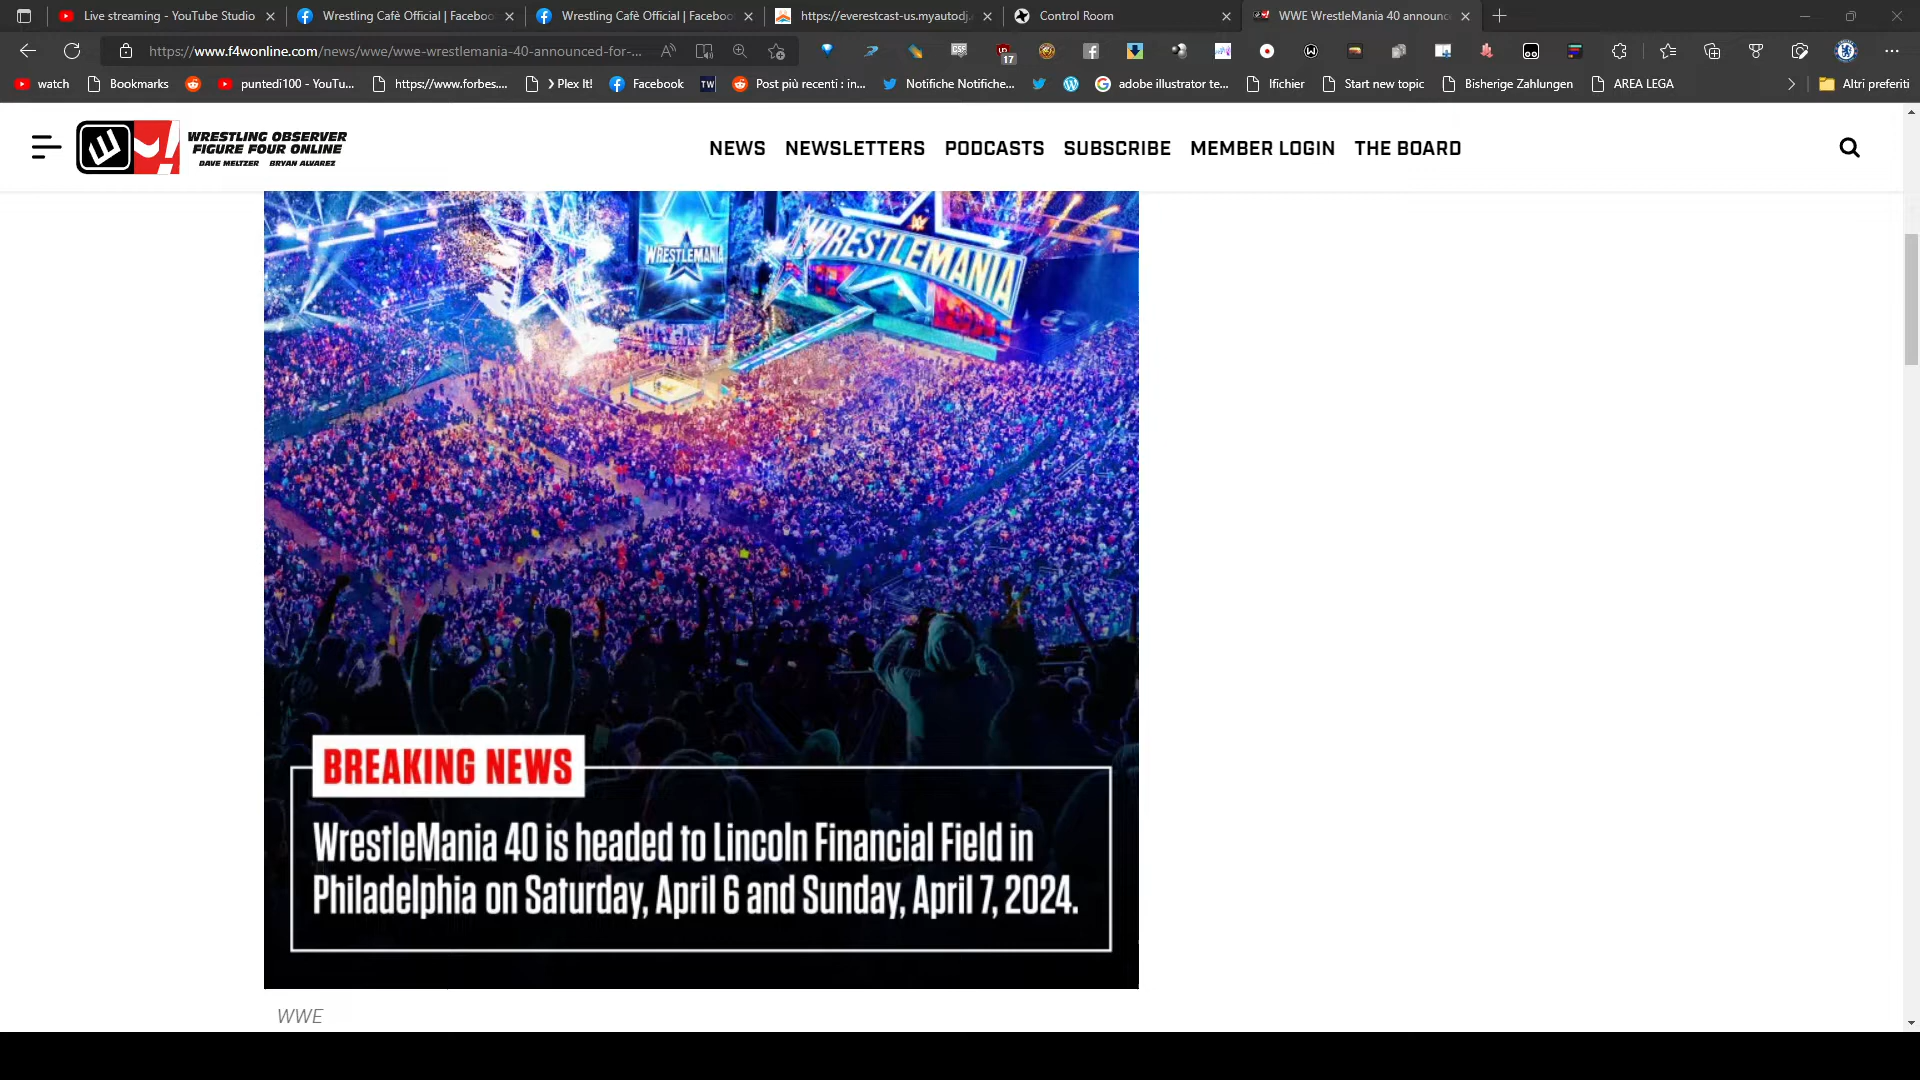 Live streaming - YouTube Studio
Wrestling Cafè Official | Faceboo
Wrestling Cafè Official | Faceboo
https://everestcast-us.myautodj.
Control Room
WWE WrestleMania 40 announc
https://www.f4wonline.com/news/wwe/wwe-wrestlemania-40-announced-for-...
17
watch
Bookmarks
puntedi100 - YouTu...
https://www.forbes....
Plex It!
Facebook
TW
Post più recenti : in...
Notifiche Notifiche...
adobe illustrator te...
Ifichier
Start new topic
Bisherige Zahlungen
AREA LEGA
Altri preferiti
WRESTLING OBSERVER
FIGURE FOUR ONLINE
DAVE MELTZER BRYAN ALVAREZ
NEWS NEWSLETTERS PODCASTS SUBSCRIBE MEMBER LOGIN THE BOARD
WRESTLEMANIA
WRESTLEMANIA
BREAKING NEWS
WrestleMania 40 is headed to Lincoln Financial Field in
Philadelphia on Saturday, April 6 and Sunday, April 7, 2024.
WWE